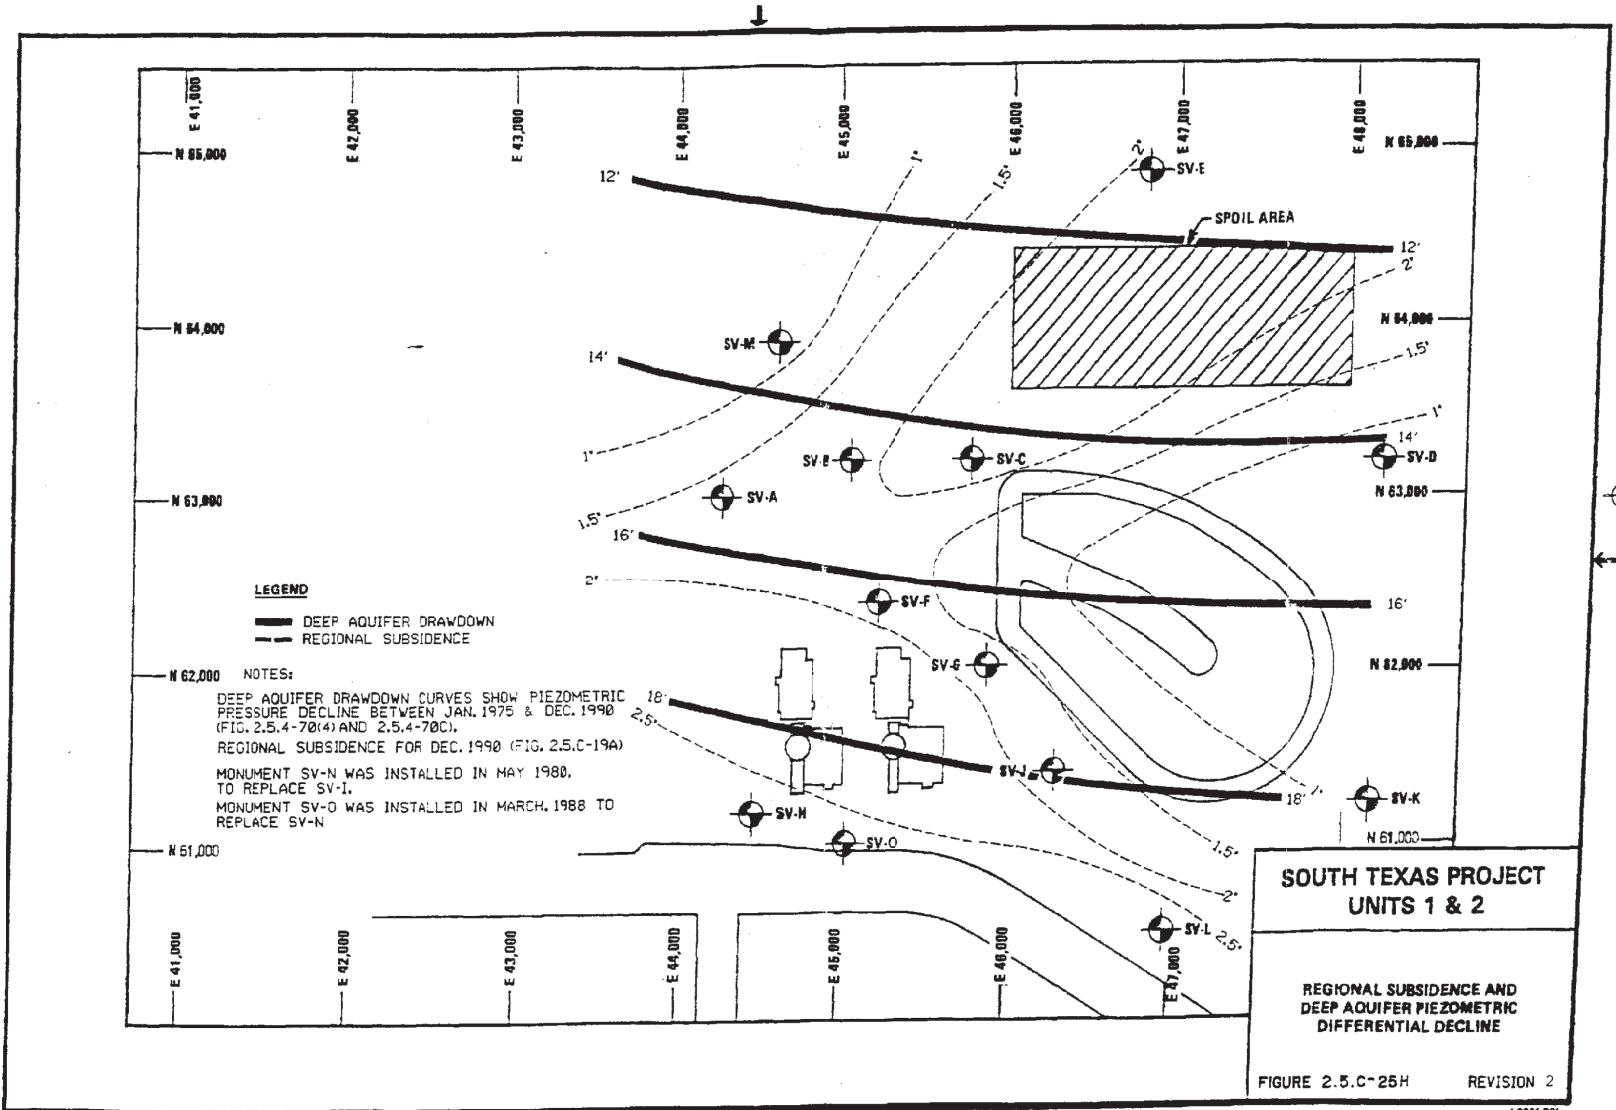 E 41,000
E 42,000
E 43,000
E 44,000
E 45,000
E 46,000
E 47,000
E 48,000
N 65,000
N 65,000
12'
1"
1.5"
2"
SV-E
SPOIL AREA
12'
2"
N 64,000
N 64,000
SV-M
14'
1.5"
1"
14'
1"
SV-B
SV-C
SV-D
N 63,000
SV-A
N 63,000
1.5"
16'
2"
SV-F
16'
LEGEND
DEEP AQUIFER DRAWDOWN
REGIONAL SUBSIDENCE
N 62,000
SV-G
N 62,000
NOTES:
DEEP AQUIFER DRAWDOWN CURVES SHOW PIEZOMETRIC
PRESSURE DECLINE BETWEEN JAN. 1975 & DEC. 1990
(FIG. 2.5.4-70(4) AND 2.5.4-70C).
REGIONAL SUBSIDENCE FOR DEC. 1990 (FIG. 2.5.C-19A)
MONUMENT SV-N WAS INSTALLED IN MAY 1980,
TO REPLACE SV-I.
MONUMENT SV-O WAS INSTALLED IN MARCH, 1988 TO
REPLACE SV-N
18'
2.5"
SV-J
1"
18'
SV-K
SV-N
SV-O
1.5"
N 61,000
N 61,000
2"
SV-L
2.5"
E 41,000
E 42,000
E 43,000
E 44,000
E 45,000
E 46,000
E 47,000
SOUTH TEXAS PROJECT
UNITS 1 & 2
REGIONAL SUBSIDENCE AND
DEEP AQUIFER PIEZOMETRIC
DIFFERENTIAL DECLINE
FIGURE 2.5.C-25H
REVISION 2